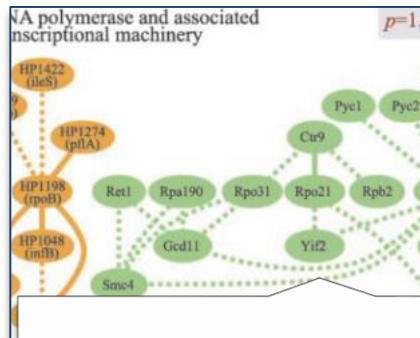 NA polymerase and associated
nscriptional machinery
p=1.
HP1422
(ileS)
HP1274
(pflA)
Pyc1
Pyc2
Ctr9
HP1198
(rpoB)
Ret1
Rpa190
Rpo31
Rpo21
Rpb2
HP1048
(infB)
Gcd11
Yif2
Smc4